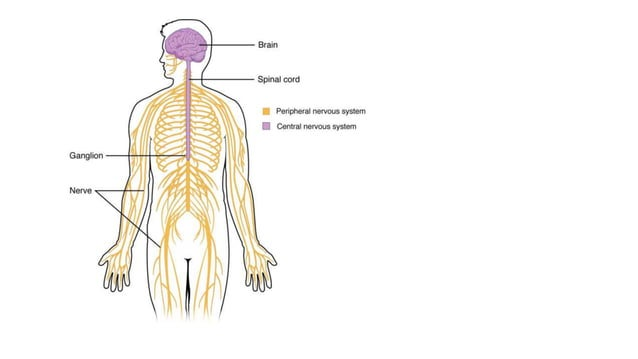 Brain
Spinal cord
Peripheral nervous system
Central nervous system
Ganglion
Nerve